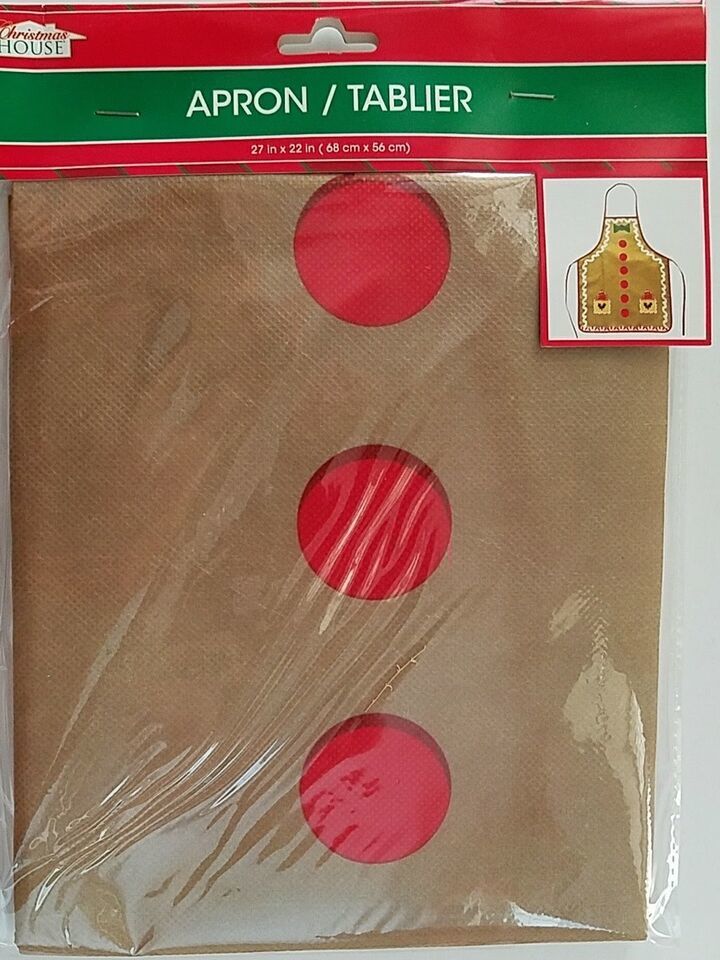 Christmas
HOUSE
APRON / TABLIER
27 in x 22 in ( 68 cm x 56 cm)